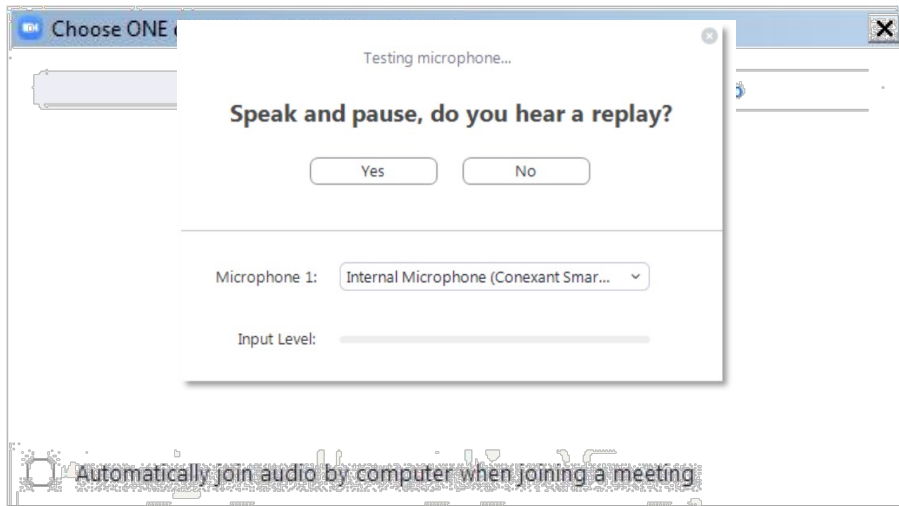 Choose ONE
Testing microphone...
Speak and pause, do you hear a replay?
Yes
No
Microphone 1:
Internal Microphone (Conexant Smar...
Input Level:
Automatically join audio by computer when joining a meeting